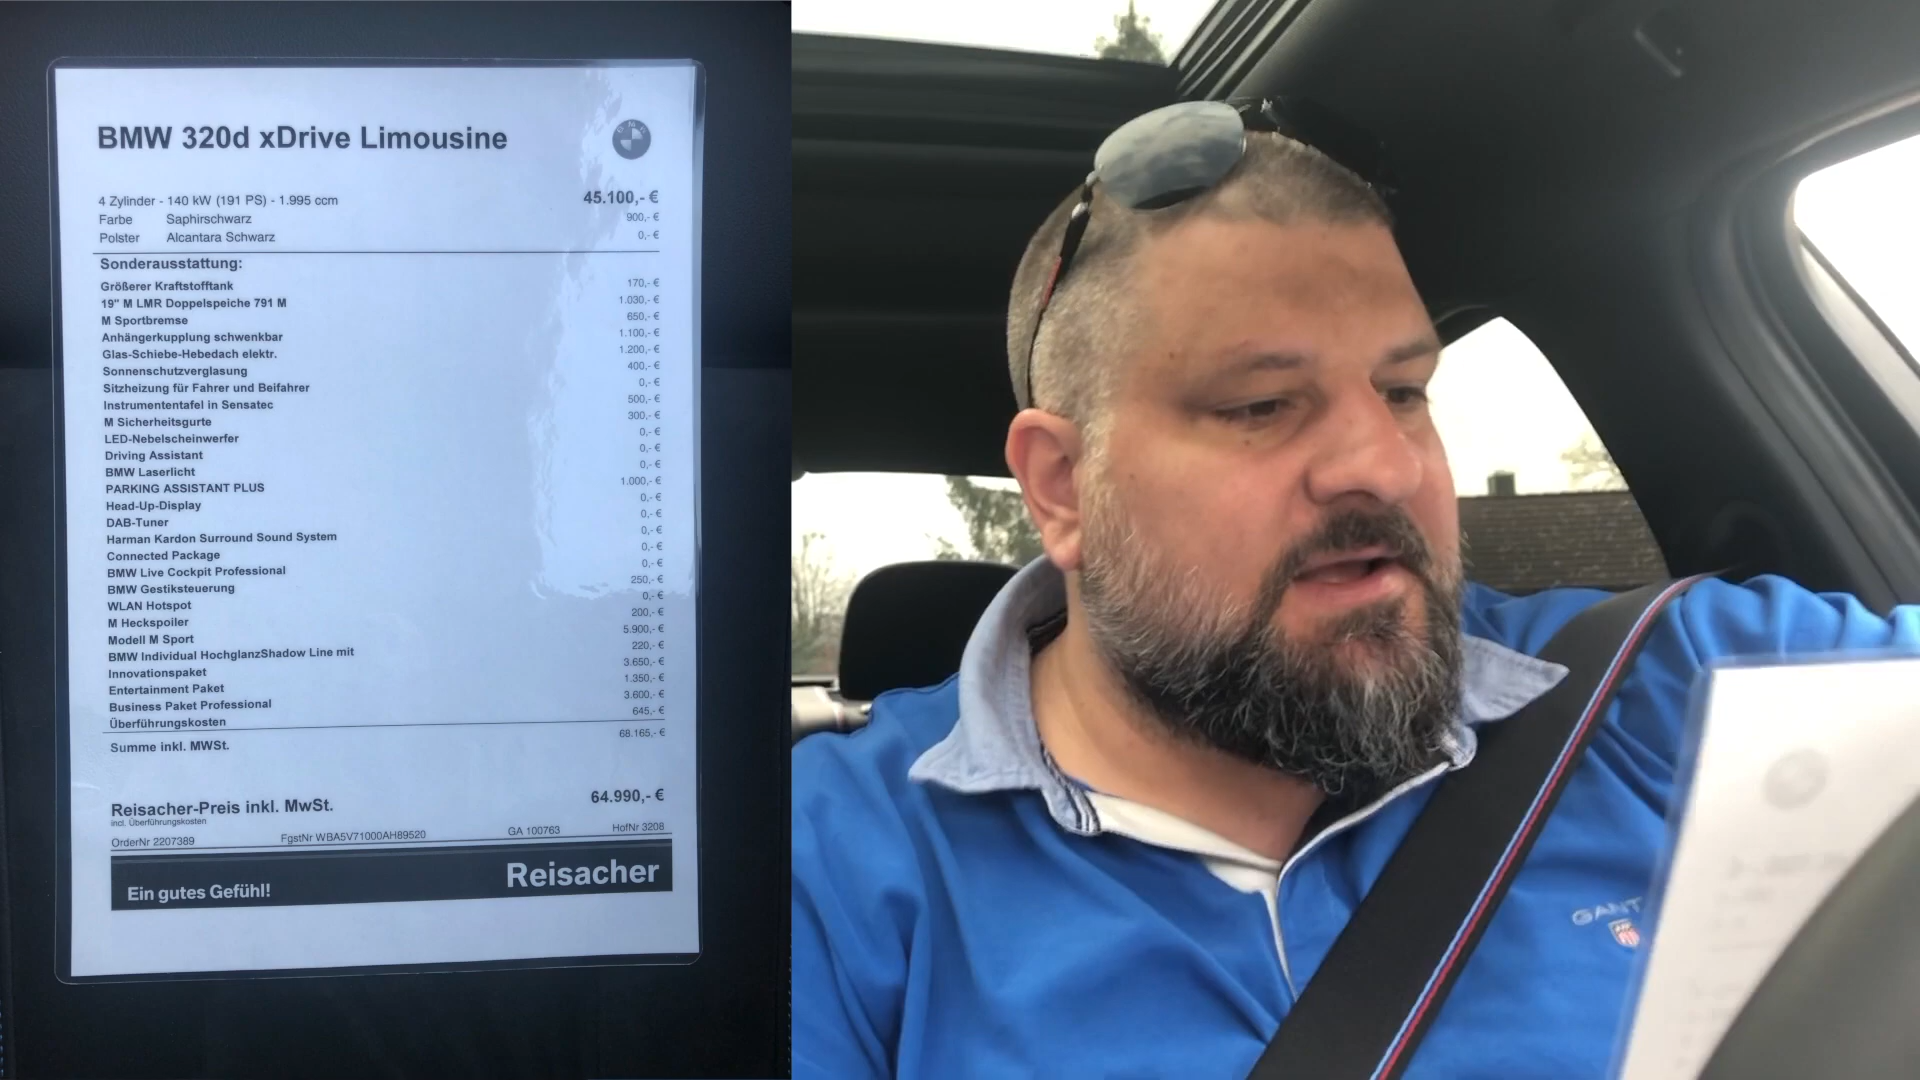 BMW 320d xDrive Limousine
4 Zylinder - 140 kW (191 PS) - 1.995 ccm 45.100,- €
Farbe Saphirschwarz 900,- €
Polster Alcantara Schwarz 0,- €
Sonderausstattung:
Größerer Kraftstofftank 170,- €
19" M LMR Doppelspeiche 791 M 1.030,- €
M Sportbremse 650,- €
Anhängerkupplung schwenkbar 1.100,- €
Glas-Schiebe-Hebedach elektr. 1.200,- €
Sonnenschutzverglasung 400,- €
Sitzheizung für Fahrer und Beifahrer 0,- €
Instrumententafel in Sensatec 500,- €
M Sicherheitsgurte 300,- €
LED-Nebelscheinwerfer 0,- €
Driving Assistant 0,- €
BMW Laserlicht 0,- €
PARKING ASSISTANT PLUS 1.000,- €
Head-Up-Display 0,- €
DAB-Tuner 0,- €
Harman Kardon Surround Sound System 0,- €
Connected Package 0,- €
BMW Live Cockpit Professional 0,- €
BMW Gestiksteuerung 250,- €
WLAN Hotspot 0,- €
M Heckspoiler 200,- €
Modell M Sport 5.900,- €
BMW Individual HochglanzShadow Line mit 220,- €
Innovationspaket 3.650,- €
Entertainment Paket 1.350,- €
Business Paket Professional 3.600,- €
Überführungskosten 645,- €
Summe inkl. MWSt. 68.165,- €
Reisacher-Preis inkl. MwSt. 64.990,- €
incl. Überführungskosten
OrderNr 2207389 FgstNr WBA5V71000AH89520 GA 100763 HofNr 3208
Ein gutes Gefühl! Reisacher
GANT